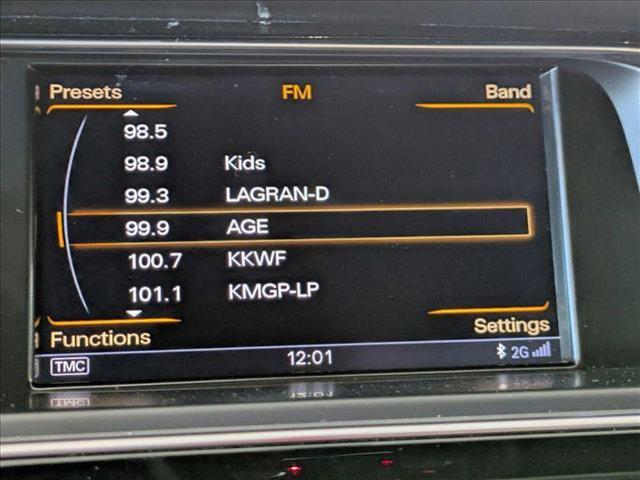 Presets FM Band
98.5
98.9 Kids
99.3 LAGRAN-D
99.9 AGE
100.7 KKWF
101.1 KMGP-LP
Functions Settings
TMC 12:01 2G